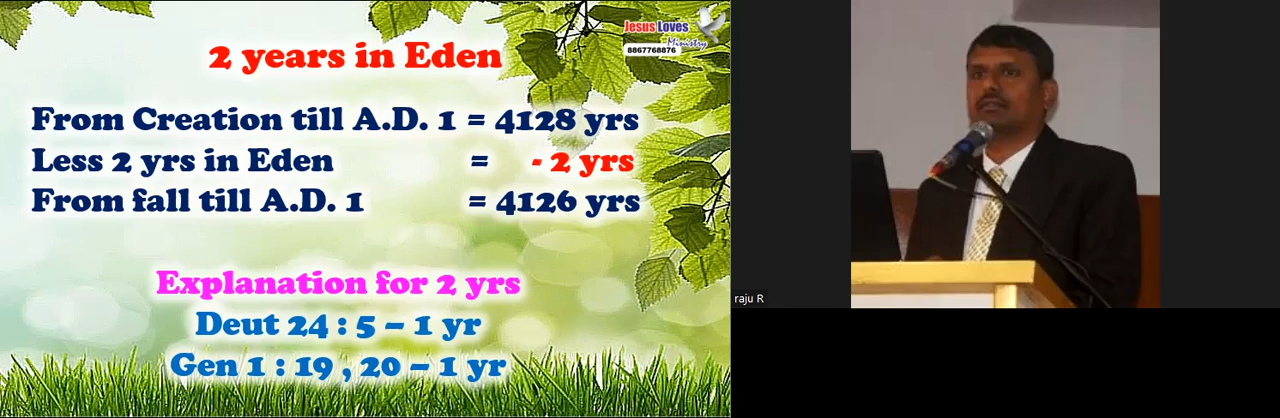 Jesus Loves
Ministry
8867768876
2 years in Eden
From Creation till A.D. 1 = 4128 yrs
Less 2 yrs in Eden = - 2 yrs
From fall till A.D. 1 = 4126 yrs
Explanation for 2 yrs
Deut 24 : 5 – 1 yr
Gen 1 : 19 , 20 – 1 yr
raju R